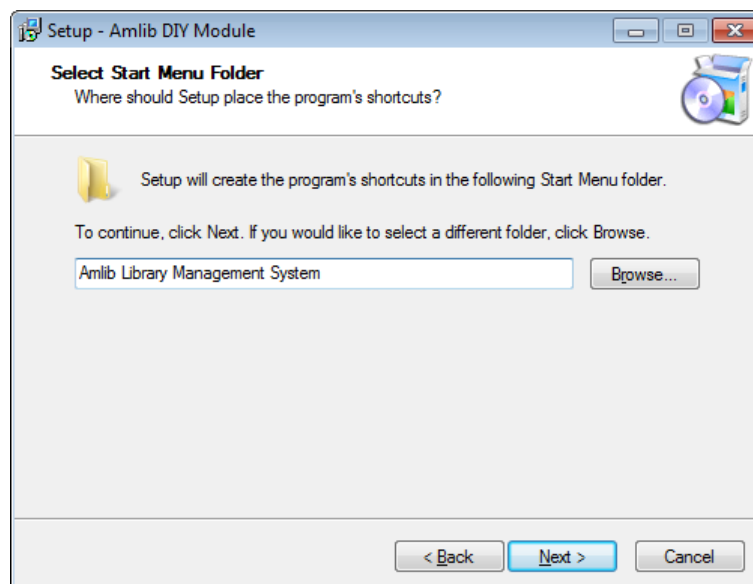 Setup - Amlib DIY Module
Select Start Menu Folder
Where should Setup place the program's shortcuts?
Setup will create the program's shortcuts in the following Start Menu folder.
To continue, click Next. If you would like to select a different folder, click Browse.
Amlib Library Management System
Browse...
< Back
Next >
Cancel